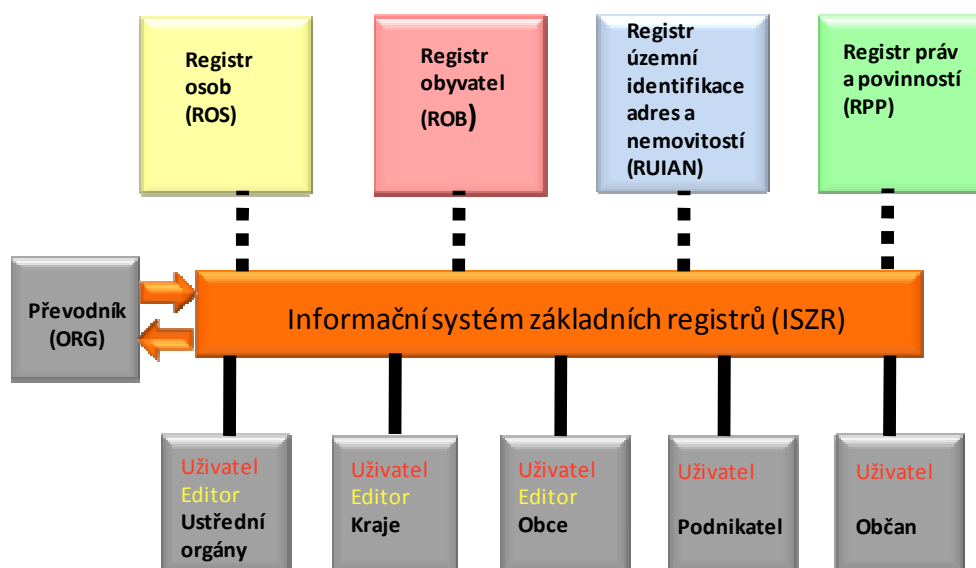 Registr
osob
(ROS)
Registr
obyvatel
(ROB)
Registr
územní
identifikace
adres a
nemovitostí
(RUIAN)
Registr práv
a povinností
(RPP)
Převodník
(ORG)
Informační systém základních registrů (ISZR)
Uživatel
Editor
Ustřední
orgány
Uživatel
Editor
Kraje
Uživatel
Editor
Obce
Uživatel
Podnikatel
Uživatel
Občan